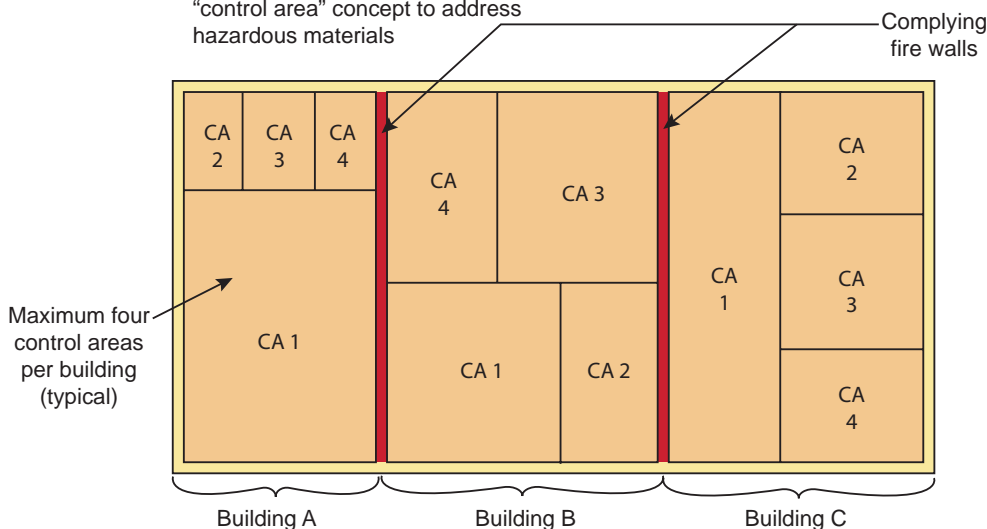 “control area” concept to address
hazardous materials
Complying
fire walls
CA
2
CA
3
CA
4
CA
4
CA 3
CA
2
CA
1
CA
3
Maximum four
control areas
per building
(typical)
CA 1
CA 1
CA 2
CA
4
Building A
Building B
Building C